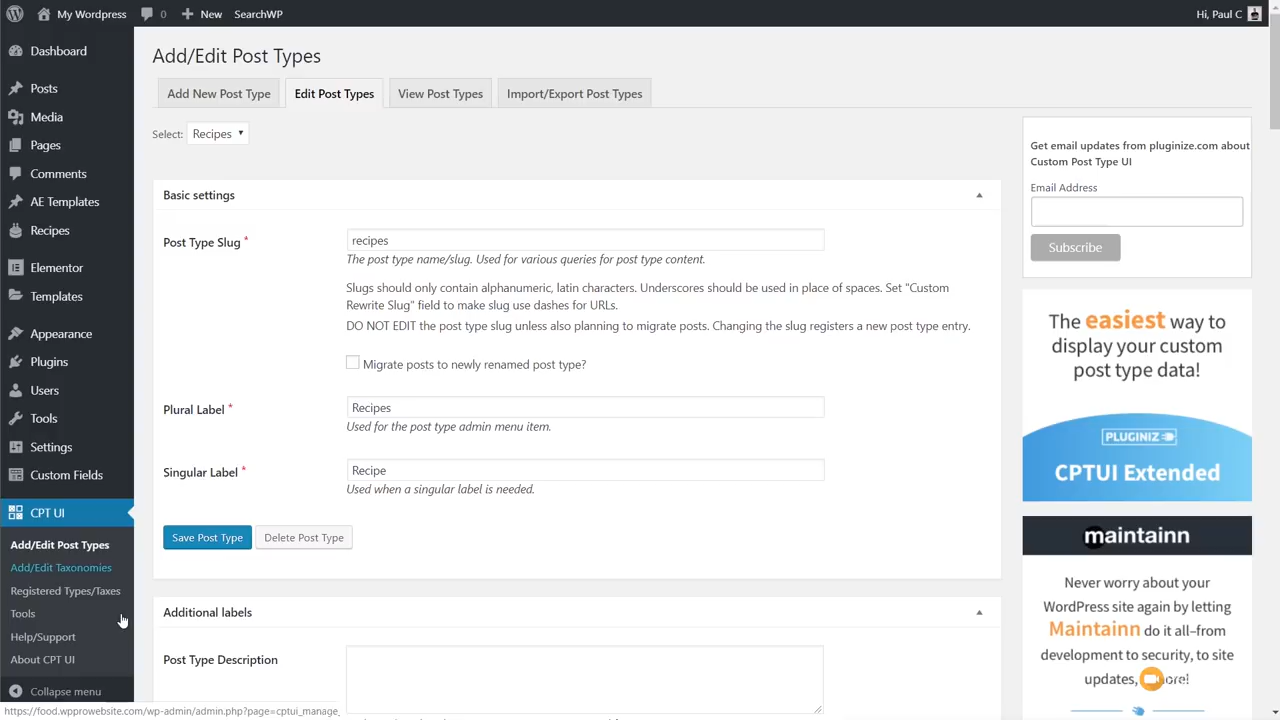 My Wordpress 0 New SearchWP Hi, Paul C
Dashboard
Posts
Media
Pages
Comments
AE Templates
Recipes
Elementor
Templates
Appearance
Plugins
Users
Tools
Settings
Custom Fields
CPT UI
Add/Edit Post Types
Add/Edit Taxonomies
Registered Types/Taxes
Tools
Help/Support
About CPT UI
Collapse menu
https://food.wpprowebsite.com/wp-admin/admin.php?page=cptui_manage_
Add/Edit Post Types
Add New Post Type Edit Post Types View Post Types Import/Export Post Types
Select: Recipes
Basic settings
Post Type Slug *
recipes
The post type name/slug. Used for various queries for post type content.
Slugs should only contain alphanumeric, latin characters. Underscores should be used in place of spaces. Set "Custom
Rewrite Slug" field to make slug use dashes for URLs.
DO NOT EDIT the post type slug unless also planning to migrate posts. Changing the slug registers a new post type entry.
Migrate posts to newly renamed post type?
Plural Label *
Recipes
Used for the post type admin menu item.
Singular Label *
Recipe
Used when a singular label is needed.
Save Post Type Delete Post Type
Additional labels
Post Type Description
Get email updates from pluginize.com about
Custom Post Type UI
Email Address
Subscribe
The easiest way to
display your custom
post type data!
PLUGINIZ
CPTUI Extended
maintainn
Never worry about your
WordPress site again by letting
Maintainn do it all–from
development to security, to site
updates,